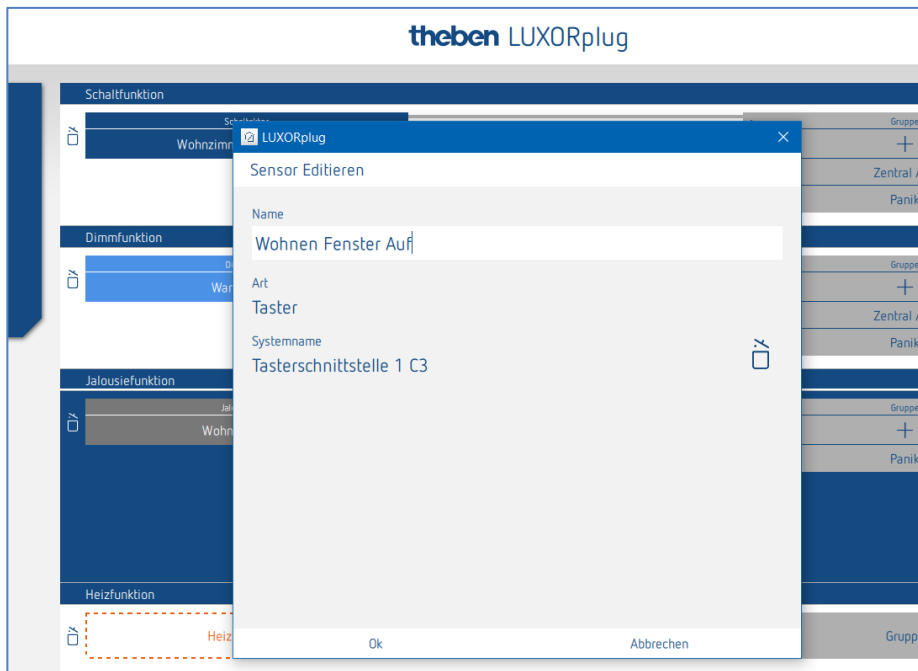 theben LUXORplug
Schaltfunktion
Gruppe
Wohnzimm
+
Zentral
Panik
LUXORplug
Sensor Editieren
Name
Wohnen Fenster Auf
Art
Taster
Systemname
Tasterschnittstelle 1 C3
Ok
Abbrechen
Dimmfunktion
Gruppe
War
+
Zentral
Panik
Jalousiefunktion
Jal
Gruppe
Wohn
+
Panik
Heizfunktion
Heiz
Grupp